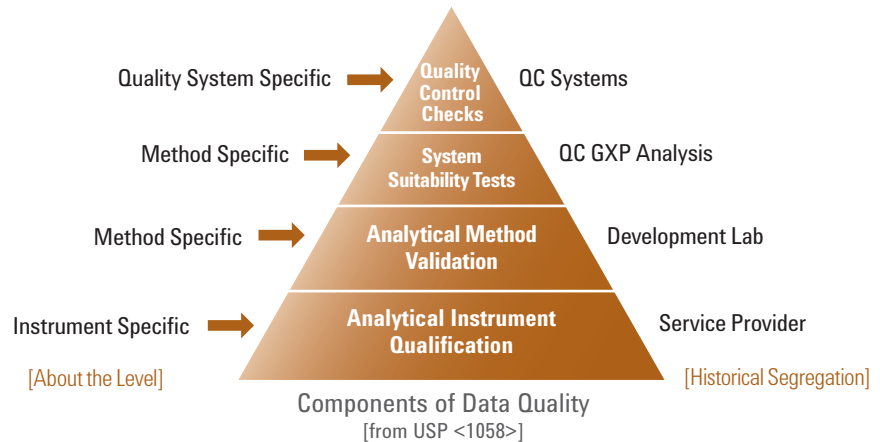 Quality System Specific
Quality
Control
Checks
QC Systems
Method Specific
System
Suitability Tests
QC GXP Analysis
Method Specific
Analytical Method
Validation
Development Lab
Instrument Specific
Analytical Instrument
Qualification
Service Provider
[About the Level]
[Historical Segregation]
Components of Data Quality
[from USP <1058>]